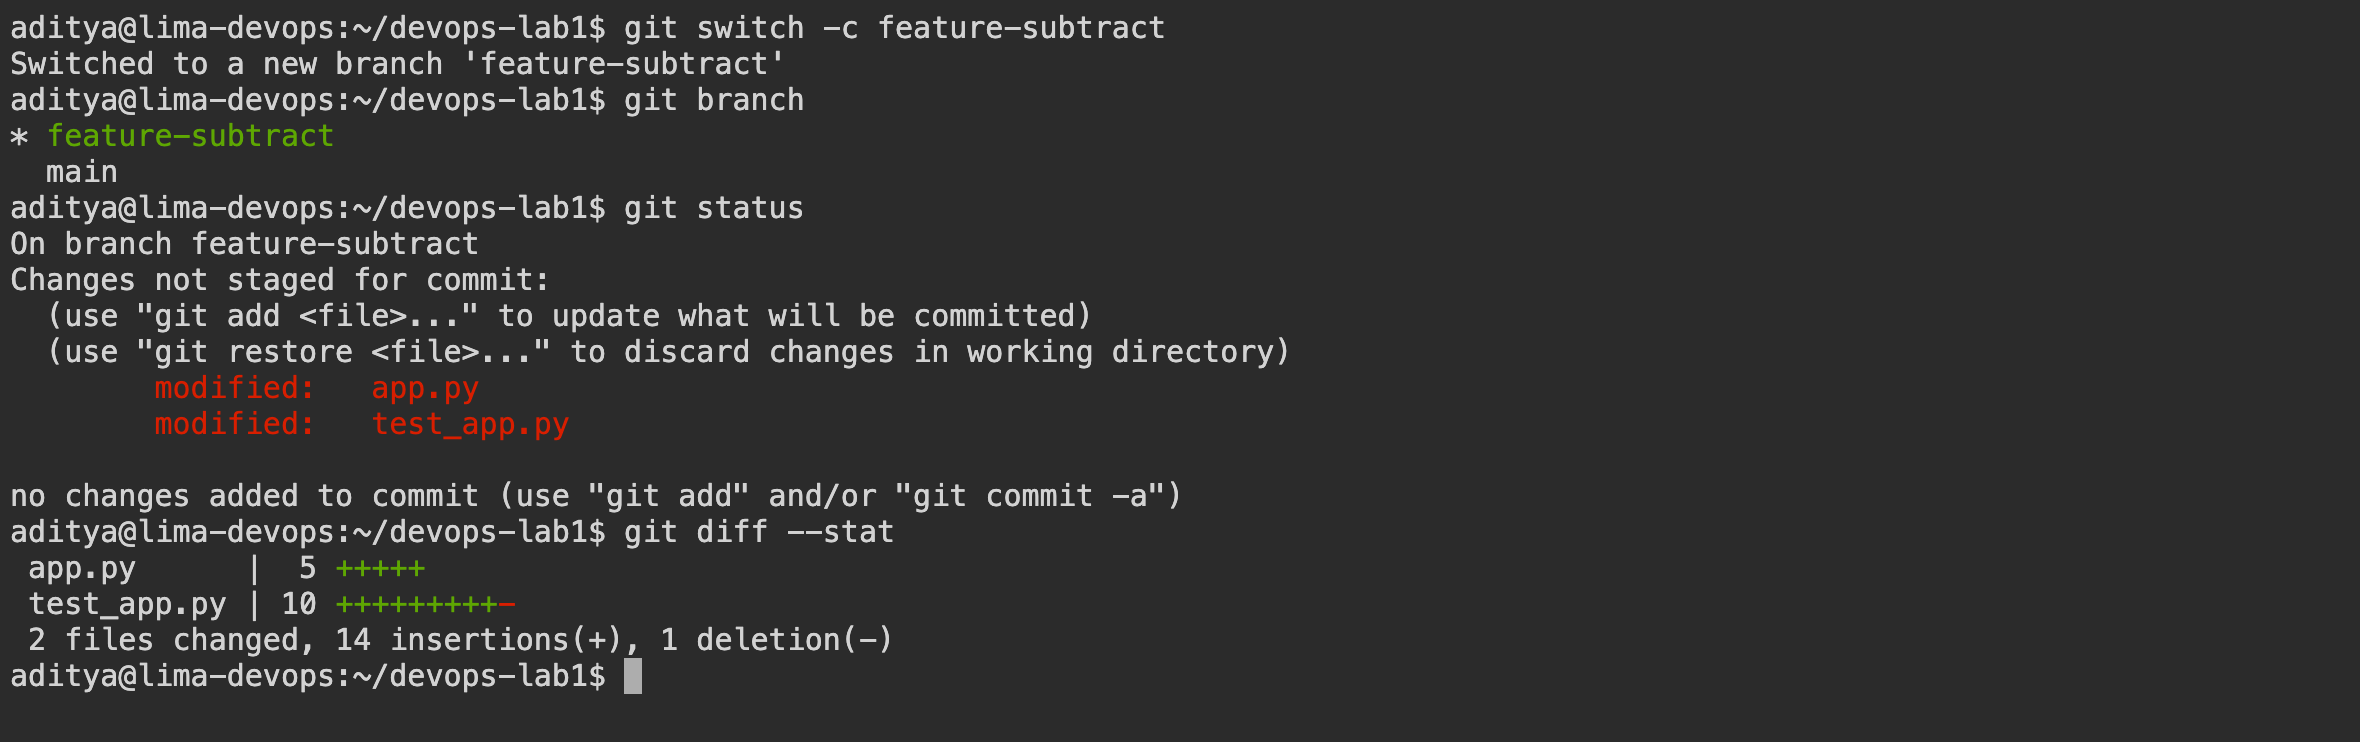 aditya@lima-devops:~/devops-lab1$ git switch -c feature-subtract
Switched to a new branch 'feature-subtract'
aditya@lima-devops:~/devops-lab1$ git branch
* feature-subtract
  main
aditya@lima-devops:~/devops-lab1$ git status
On branch feature-subtract
Changes not staged for commit:
  (use "git add <file>..." to update what will be committed)
  (use "git restore <file>..." to discard changes in working directory)
        modified:   app.py
        modified:   test_app.py

no changes added to commit (use "git add" and/or "git commit -a")
aditya@lima-devops:~/devops-lab1$ git diff --stat
 app.py      |  5 +++++
 test_app.py | 10 +++++++++-
 2 files changed, 14 insertions(+), 1 deletion(-)
aditya@lima-devops:~/devops-lab1$